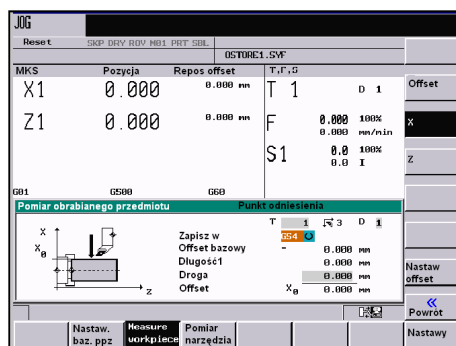 JOG
Reset SKP DRY ROV M01 PRT SBL
OSTORE1.SYF
MKS Pozycja Repos offset T,F,S
X1 0.000 0.000 mm T 1 D 1
Z1 0.000 0.000 mm F 0.000 100%
0.000 mm/min
S1 0.0 100%
0.0 I
G01 G500 G60
Offset
X
Z
Pomiar obrabianego przedmiotu Punkt odniesienia
T 1 3 D 1
Zapisz w G54
Offset bazowy - 0.000 mm
Długość1 0.000 mm
Droga 0.000 mm
Offset X0 0.000 mm
X
X0
Z
Nastaw offset
« Powrót
Nastaw. baz. ppz
Measure workpiece
Pomiar narzędzia
Nastawy